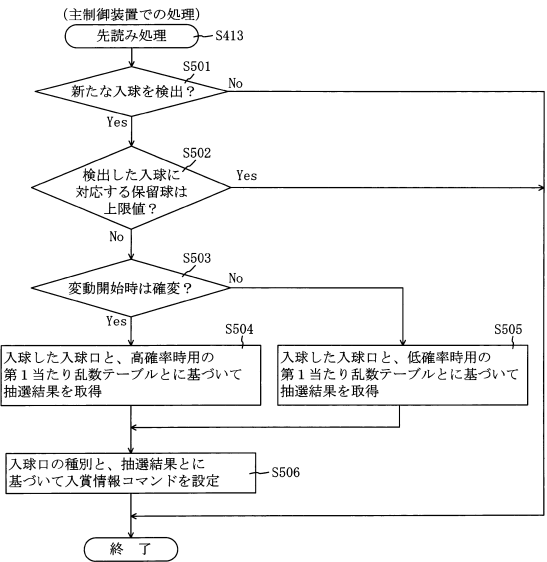 (主制御装置での処理)
先読み処理
S413
S501
新たな入球を検出？
No
Yes
S502
検出した入球に
対応する保留球は
上限値？
Yes
No
S503
変動開始時は確変？
No
Yes
S504
入球した入球口と、高確率時用の
第１当たり乱数テーブルとに基づいて
抽選結果を取得
S505
入球した入球口と、低確率時用の
第１当たり乱数テーブルとに基づいて
抽選結果を取得
入球口の種別と、抽選結果とに
基づいて入賞情報コマンドを設定
S506
終 了